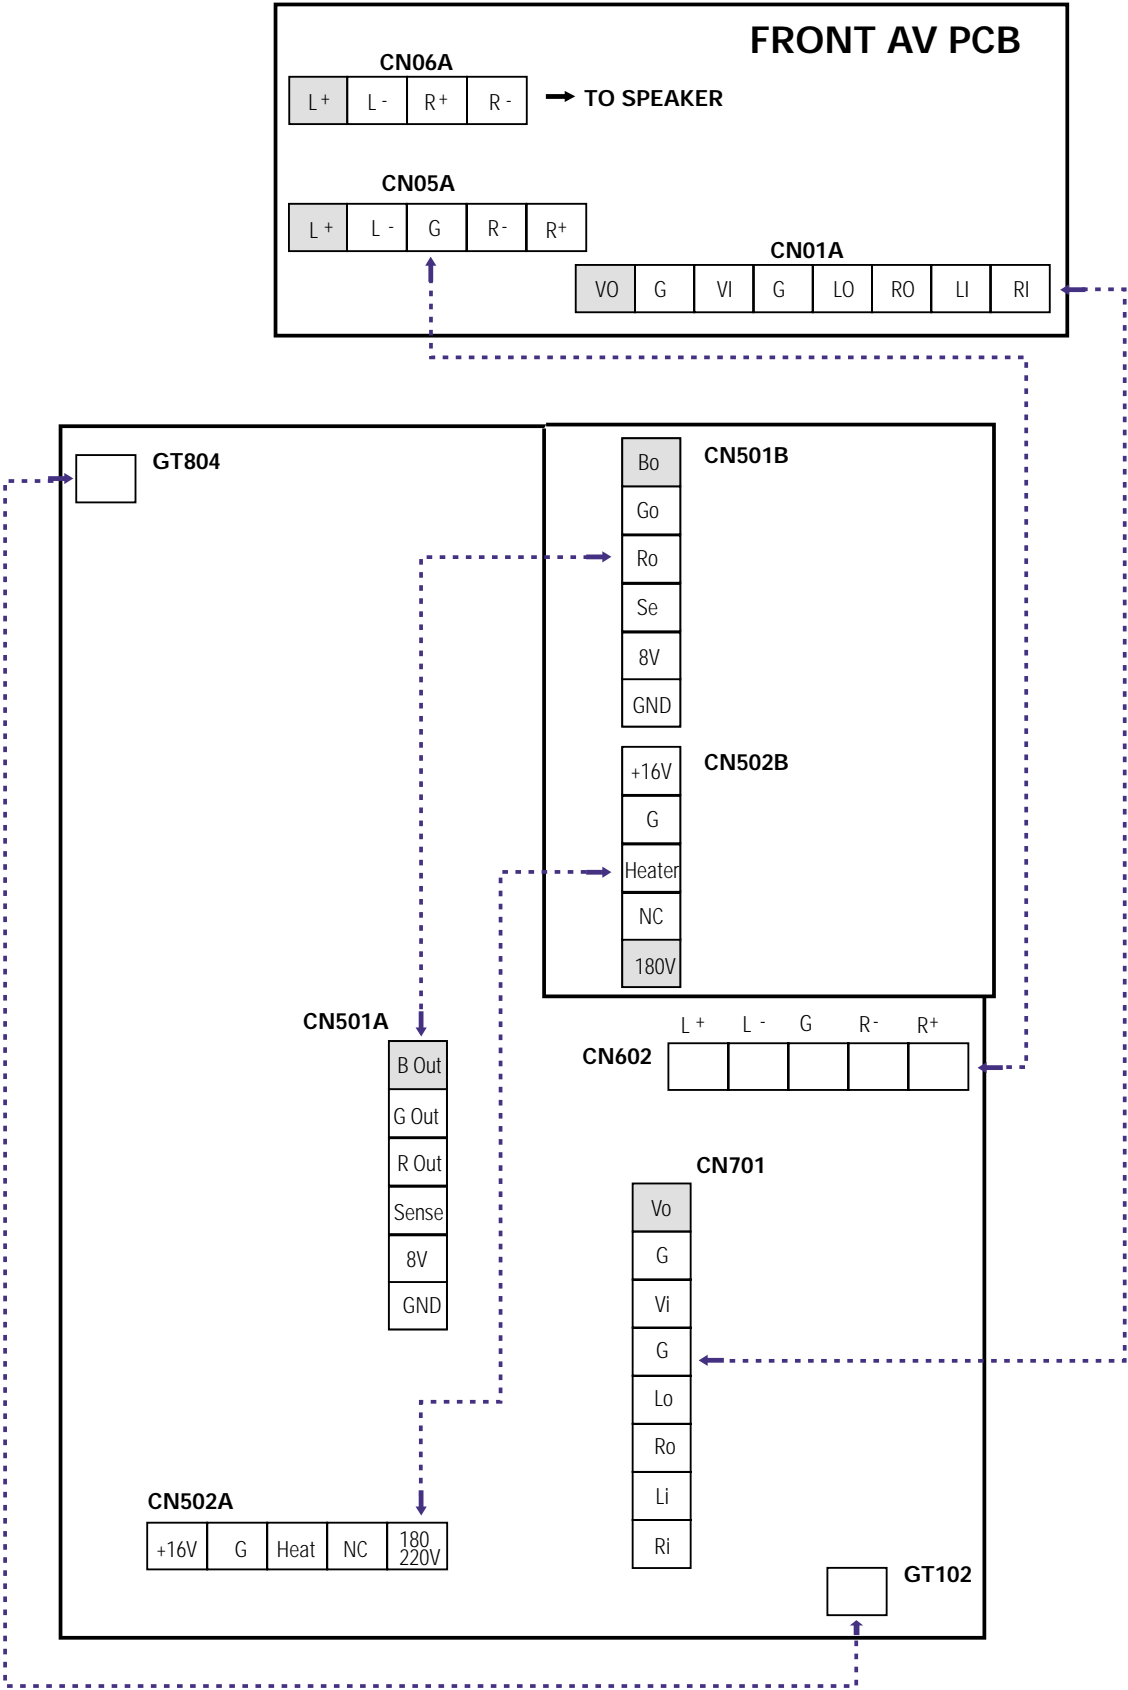 FRONT AV PCB
CN06A
L + L - R + R - TO SPEAKER
CN05A
L + L - G R - R+
CN01A
VO G VI G LO RO LI RI
GT804
CN501B
Bo
Go
Ro
Se
8V
GND
CN502B
+16V
G
Heater
NC
180V
CN501A
B Out
G Out
R Out
Sense
8V
GND
L + L - G R - R+
CN602
CN701
Vo
G
Vi
G
Lo
Ro
Li
Ri
CN502A
+16V G Heat NC 180
220V
GT102